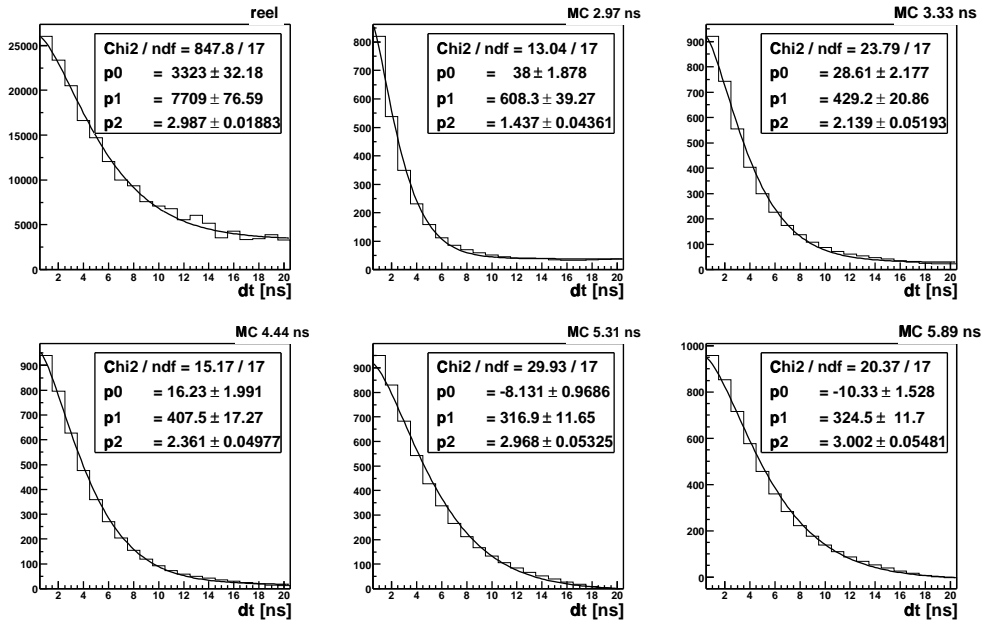 reel
Chi2 / ndf = 847.8 / 17
p0 = 3323 ± 32.18
p1 = 7709 ± 76.59
p2 = 2.987 ± 0.01883
25000
20000
15000
10000
5000
0
2 4 6 8 10 12 14 16 18 20
dt [ns]
MC 2.97 ns
Chi2 / ndf = 13.04 / 17
p0 = 38 ± 1.878
p1 = 608.3 ± 39.27
p2 = 1.437 ± 0.04361
800
700
600
500
400
300
200
100
0
2 4 6 8 10 12 14 16 18 20
dt [ns]
MC 3.33 ns
Chi2 / ndf = 23.79 / 17
p0 = 28.61 ± 2.177
p1 = 429.2 ± 20.86
p2 = 2.139 ± 0.05193
900
800
700
600
500
400
300
200
100
0
2 4 6 8 10 12 14 16 18 20
dt [ns]
MC 4.44 ns
Chi2 / ndf = 15.17 / 17
p0 = 16.23 ± 1.991
p1 = 407.5 ± 17.27
p2 = 2.361 ± 0.04977
900
800
700
600
500
400
300
200
100
0
2 4 6 8 10 12 14 16 18 20
dt [ns]
MC 5.31 ns
Chi2 / ndf = 29.93 / 17
p0 = -8.131 ± 0.9686
p1 = 316.9 ± 11.65
p2 = 2.968 ± 0.05325
900
800
700
600
500
400
300
200
100
0
2 4 6 8 10 12 14 16 18 20
dt [ns]
MC 5.89 ns
Chi2 / ndf = 20.37 / 17
p0 = -10.33 ± 1.528
p1 = 324.5 ± 11.7
p2 = 3.002 ± 0.05481
1000
800
600
400
200
0
2 4 6 8 10 12 14 16 18 20
dt [ns]